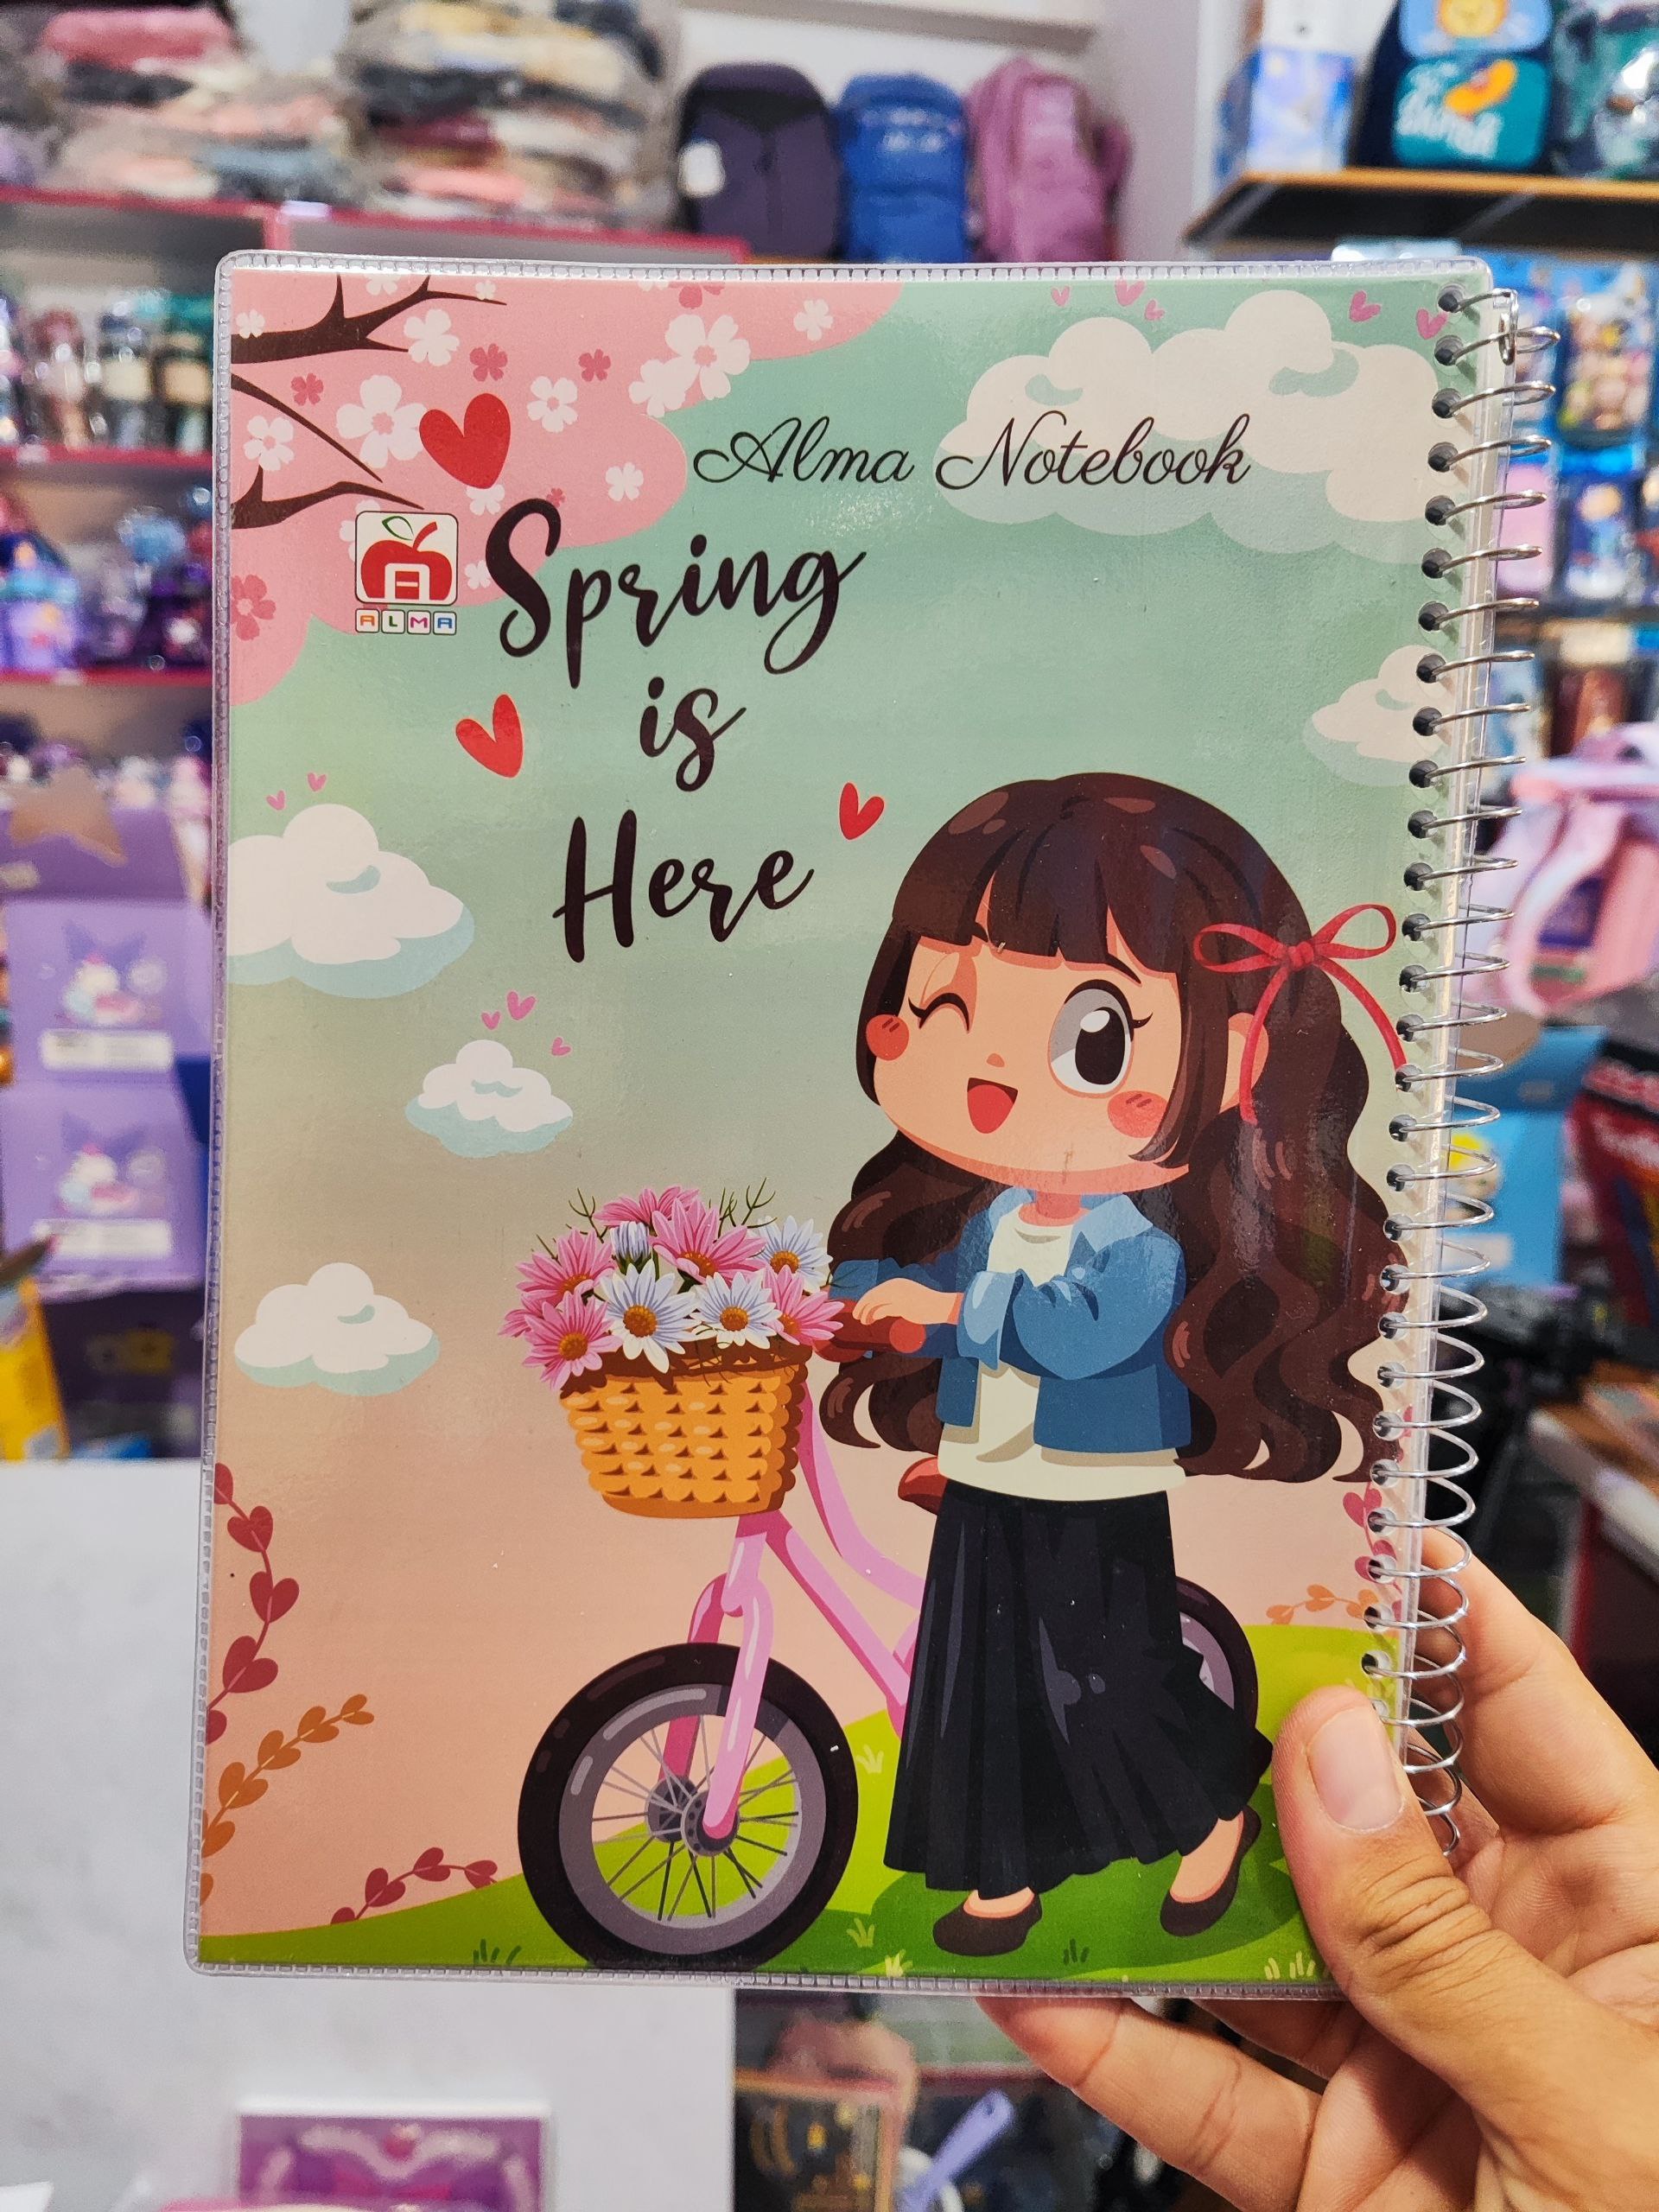 Alma Notebook
ALMA
Spring
is
Here